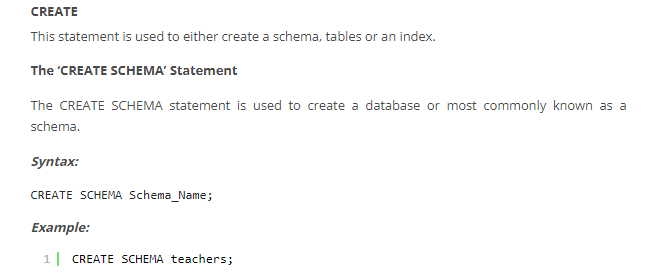 CREATE
This statement is used to either create a schema, tables or an index.
The ‘CREATE SCHEMA’ Statement
The CREATE SCHEMA statement is used to create a database or most commonly known as a
schema.
Syntax:
CREATE SCHEMA Schema_Name;
Example:
1 CREATE SCHEMA teachers;